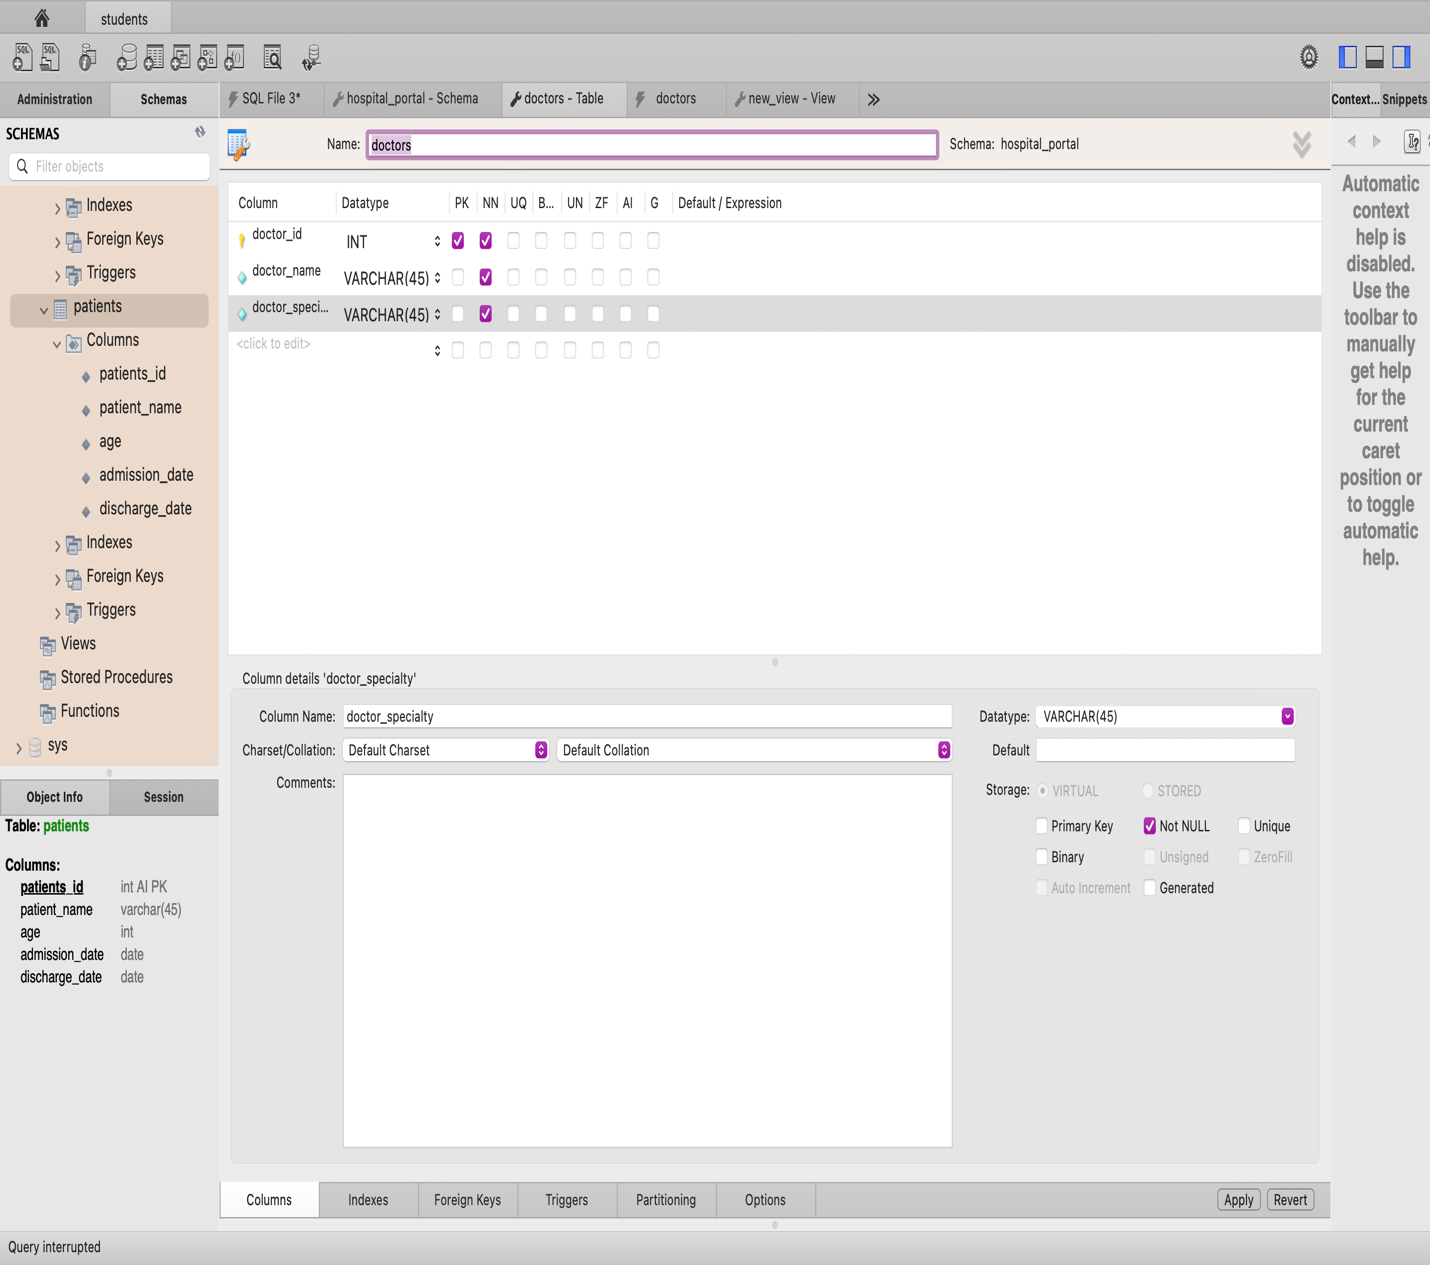 students
Administration
Schemas
SQL File 3*
hospital_portal - Schema
doctors - Table
doctors
new_view - View
Context...
Snippets
SCHEMAS
Filter objects
Indexes
Foreign Keys
Triggers
patients
Columns
patients_id
patient_name
age
admission_date
discharge_date
Indexes
Foreign Keys
Triggers
Views
Stored Procedures
Functions
sys
Object Info
Session
Table: patients
Columns:
patients_id int AI PK
patient_name varchar(45)
age int
admission_date date
discharge_date date
Name: doctors
Schema: hospital_portal
Column Datatype PK NN UQ B... UN ZF AI G Default / Expression
doctor_id INT
doctor_name VARCHAR(45)
doctor_speci... VARCHAR(45)
<click to edit>
Column details 'doctor_specialty'
Column Name: doctor_specialty
Datatype: VARCHAR(45)
Charset/Collation: Default Charset Default Collation
Default
Comments:
Storage: VIRTUAL STORED
Primary Key Not NULL Unique
Binary Unsigned ZeroFill
Auto Increment Generated
Columns Indexes Foreign Keys Triggers Partitioning Options
Apply Revert
Automatic
context
help is
disabled.
Use the
toolbar to
manually
get help
for the
current
caret
position or
to toggle
automatic
help.
Query interrupted